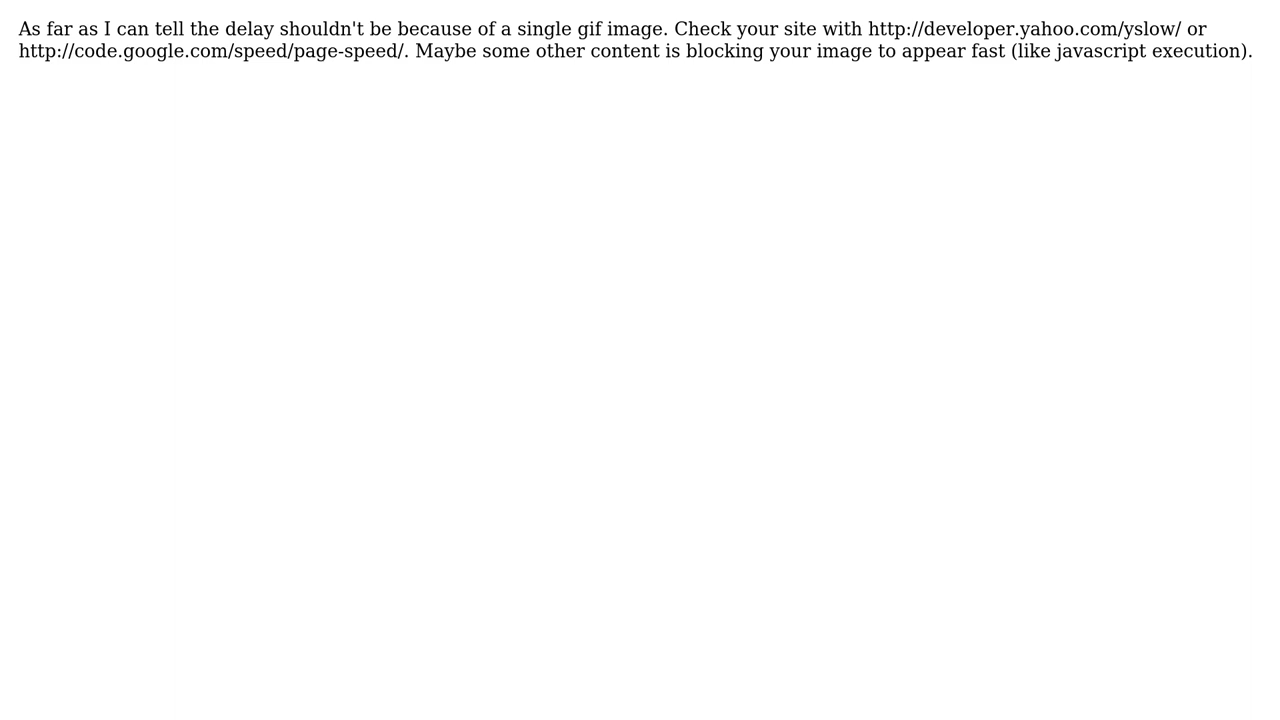 As far as I can tell the delay shouldn't be because of a single gif image. Check your site with http://developer.yahoo.com/yslow/ or
http://code.google.com/speed/page-speed/. Maybe some other content is blocking your image to appear fast (like javascript execution).